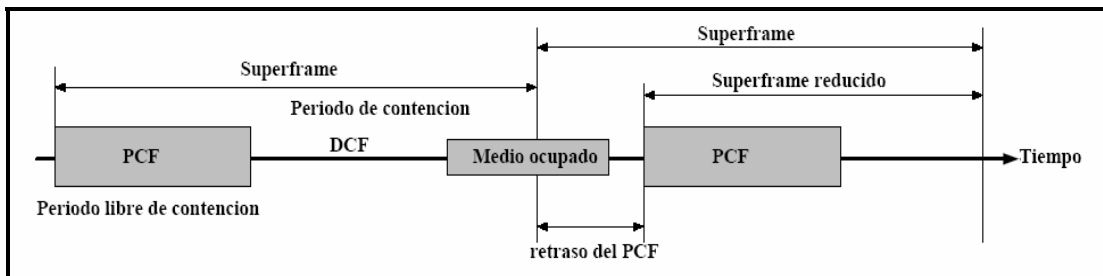 Superframe
Superframe
Superframe reducido
Periodo de contencion
PCF
DCF
Medio ocupado
PCF
Tiempo
Periodo libre de contencion
retraso del PCF